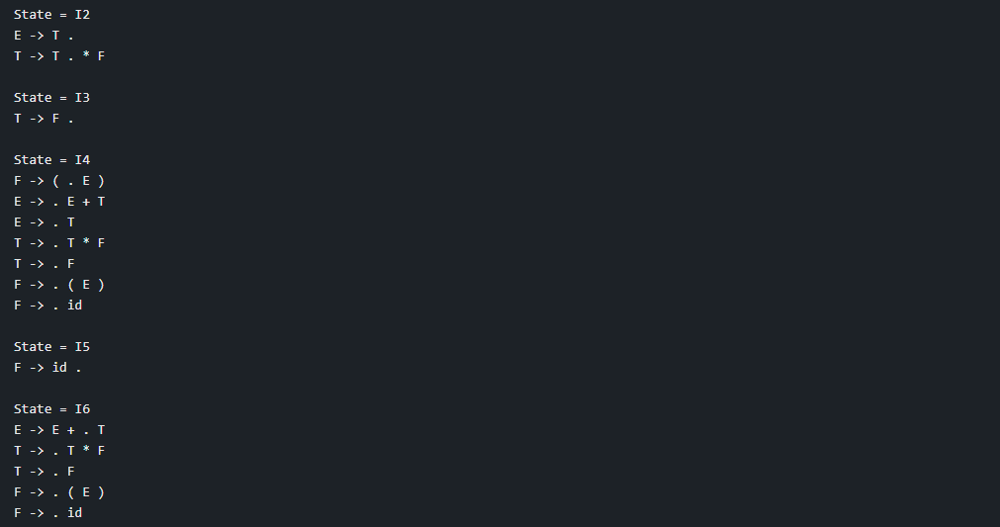 State = I2
E -> T .
T -> T . * F
State = I3
T -> F .
State = I4
F -> ( . E )
E -> . E + T
E -> . T
T -> . T * F
T -> . F
F -> . ( E )
F -> . id
State = I5
F -> id .
State = I6
E -> E + . T
T -> . T * F
T -> . F
F -> . ( E )
F -> . id